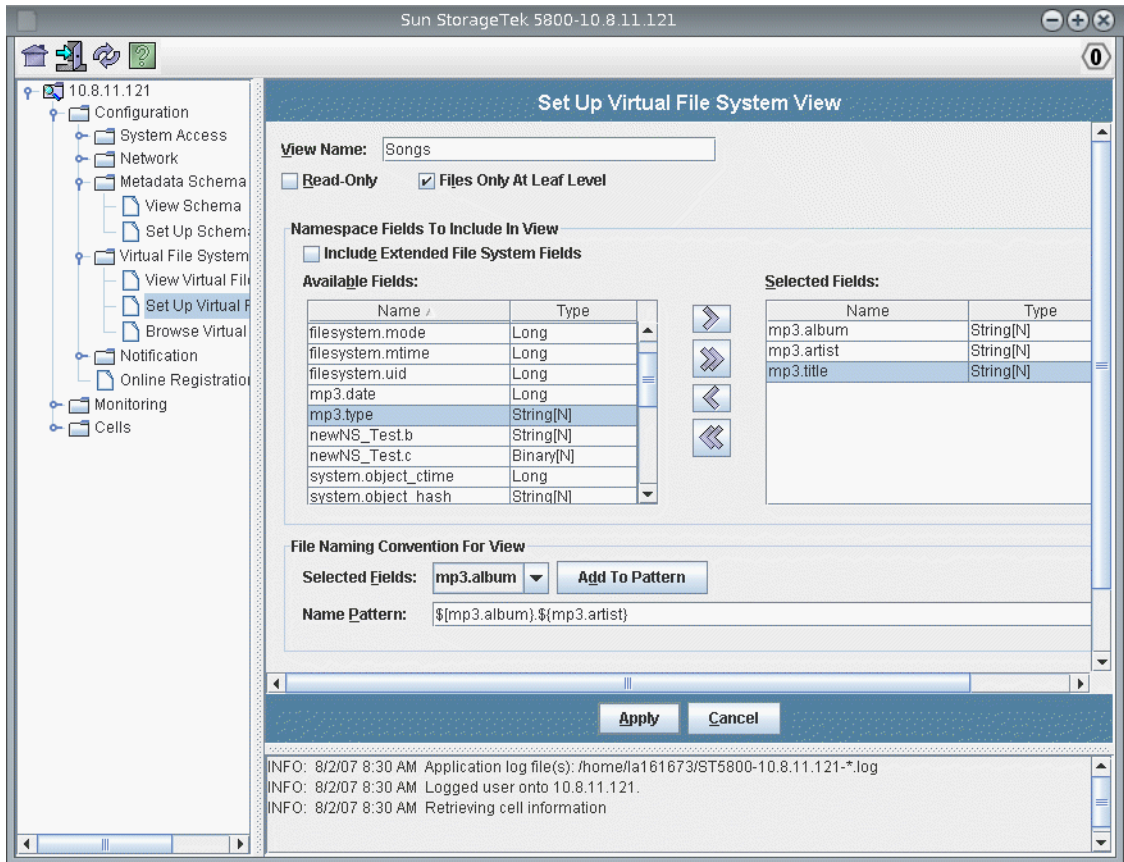 Sun StorageTek 5800-10.8.11.121
0
10.8.11.121
Configuration
System Access
Network
Metadata Schema
View Schema
Set Up Schem
Virtual File System
View Virtual Fil
Set Up Virtual F
Browse Virtual
Notification
Online Registratio
Monitoring
Cells
Set Up Virtual File System View
View Name: Songs
Read-Only Files Only At Leaf Level
Namespace Fields To Include In View
Include Extended File System Fields
Available Fields:
Name Type
filesystem.mode Long
filesystem.mtime Long
filesystem.uid Long
mp3.date Long
mp3.type String[N]
newNS_Test.b String[N]
newNS_Test.c Binary[N]
system.object_ctime Long
system.object_hash String[N]
Selected Fields:
Name Type
mp3.album String[N]
mp3.artist String[N]
mp3.title String[N]
File Naming Convention For View
Selected Fields: mp3.album Add To Pattern
Name Pattern: $[mp3.album}.${mp3.artist}
Apply Cancel
INFO: 8/2/07 8:30 AM Application log file(s): /home/la161673/ST5800-10.8.11.121-*.log
INFO: 8/2/07 8:30 AM Logged user onto 10.8.11.121.
INFO: 8/2/07 8:30 AM Retrieving cell information